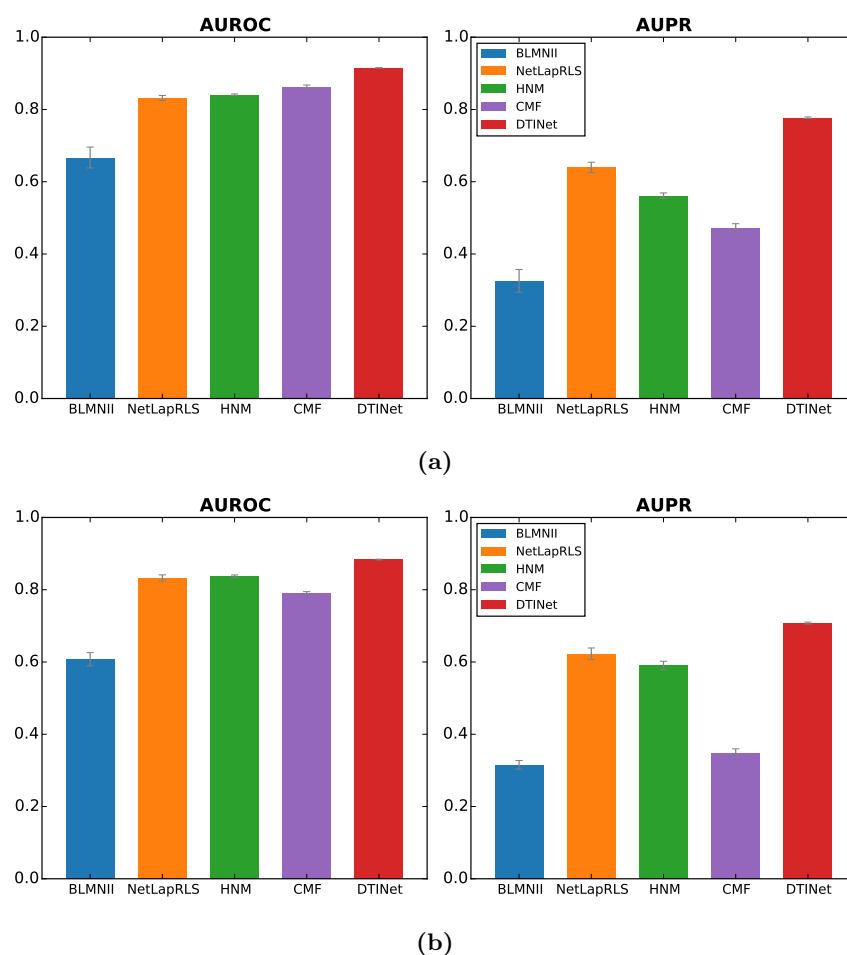 AUROC
1.0
0.8
0.6
0.4
0.2
0.0
BLMNII NetLapRLS HNM CMF DTINet
AUPR
1.0
0.8
0.6
0.4
0.2
0.0
BLMNII
NetLapRLS
HNM
CMF
DTINet
BLMNII NetLapRLS HNM CMF DTINet
(a)
AUROC
1.0
0.8
0.6
0.4
0.2
0.0
BLMNII NetLapRLS HNM CMF DTINet
AUPR
1.0
0.8
0.6
0.4
0.2
0.0
BLMNII
NetLapRLS
HNM
CMF
DTINet
BLMNII NetLapRLS HNM CMF DTINet
(b)